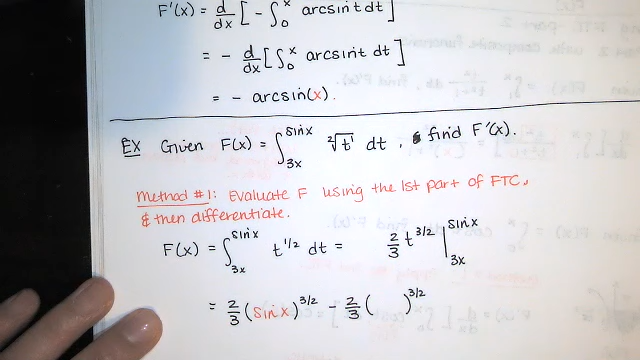 F'(x) = d/dx [ - ∫₀ˣ arcsint dt ]
= - d/dx [ ∫₀ˣ arcsint dt ]
= - arcsin(x).
Ex Given F(x) = ∫_{3x}^{sinx} ²√t dt, find F'(x).
Method #1: Evaluate F using the 1st part of FTC,
& then differentiate.
F(x) = ∫_{3x}^{sinx} t^{1/2} dt = 2/3 t^{3/2} |_{3x}^{sinx}
= 2/3 (sinx)^{3/2} - 2/3 ( )^{3/2}